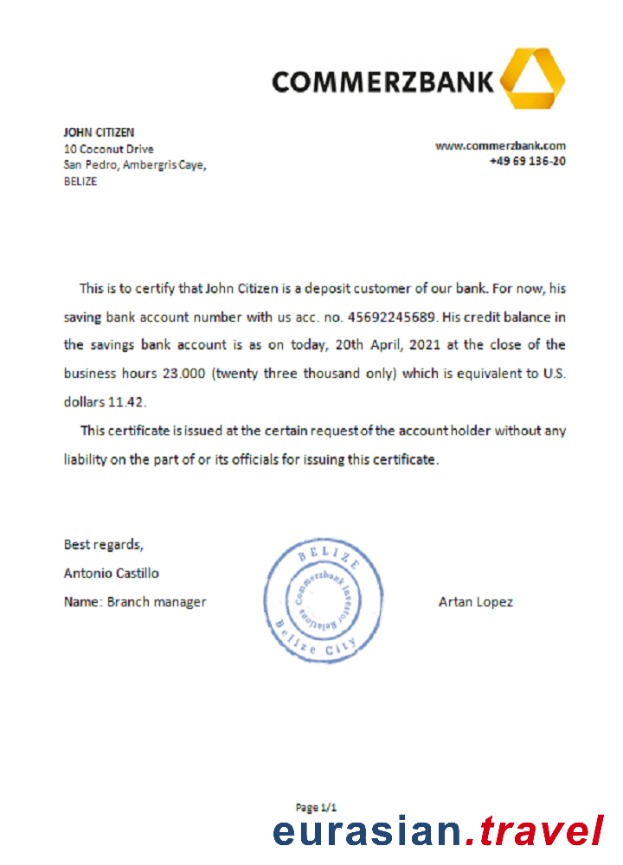 COMMERZBANK
JOHN CITIZEN
10 Coconut Drive
San Pedro, Ambergris Caye,
BELIZE
www.commerzbank.com
+49 69 136-20
This is to certify that John Citizen is a deposit customer of our bank. For now, his
saving bank account number with us acc. no. 45692245689. His credit balance in
the savings bank account is as on today, 20th April, 2021 at the close of the
business hours 23.000 (twenty three thousand only) which is equivalent to U.S.
dollars 11.42.
This certificate is issued at the certain request of the account holder without any
liability on the part of or its officials for issuing this certificate.
Best regards,
Antonio Castillo
Name: Branch manager
BELIZE
Commerzbank Investor Relations
Belize City
Artan Lopez
Page 1/1
eurasian.travel